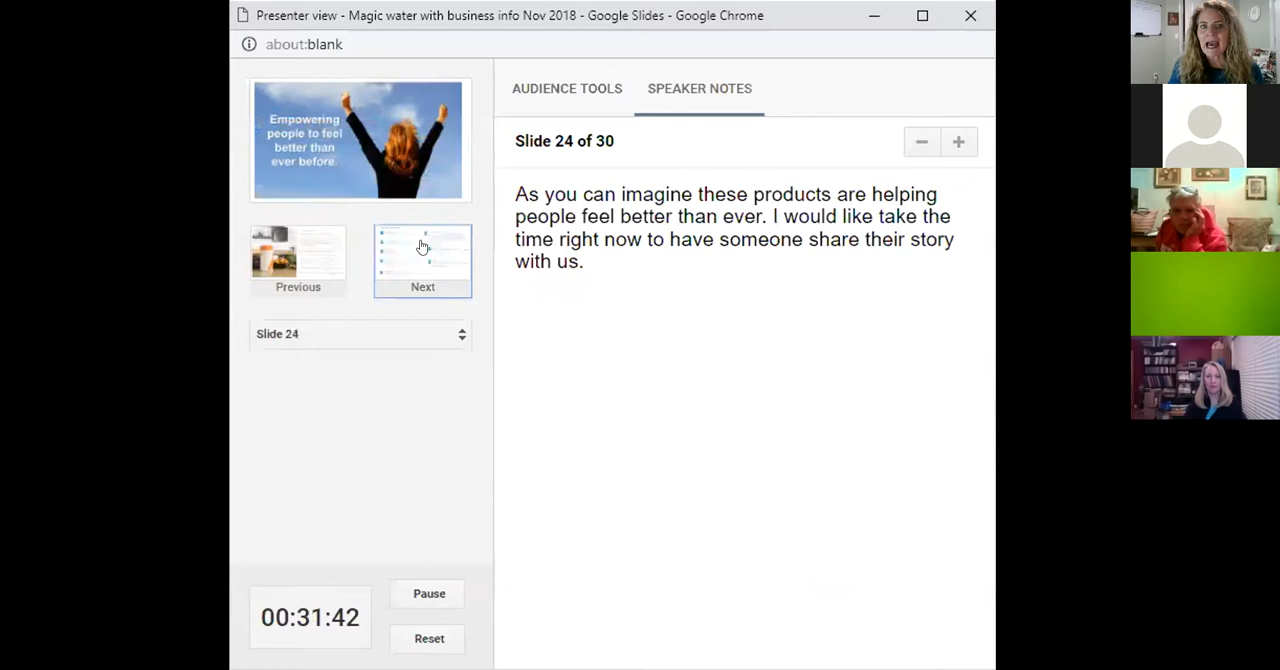 Presenter view - Magic water with business info Nov 2018 - Google Slides - Google Chrome
about:blank
Empowering
people to feel
better than
ever before.
Previous
Next
Slide 24
00:31:42
Pause
Reset
AUDIENCE TOOLS
SPEAKER NOTES
Slide 24 of 30
As you can imagine these products are helping
people feel better than ever. I would like take the
time right now to have someone share their story
with us.